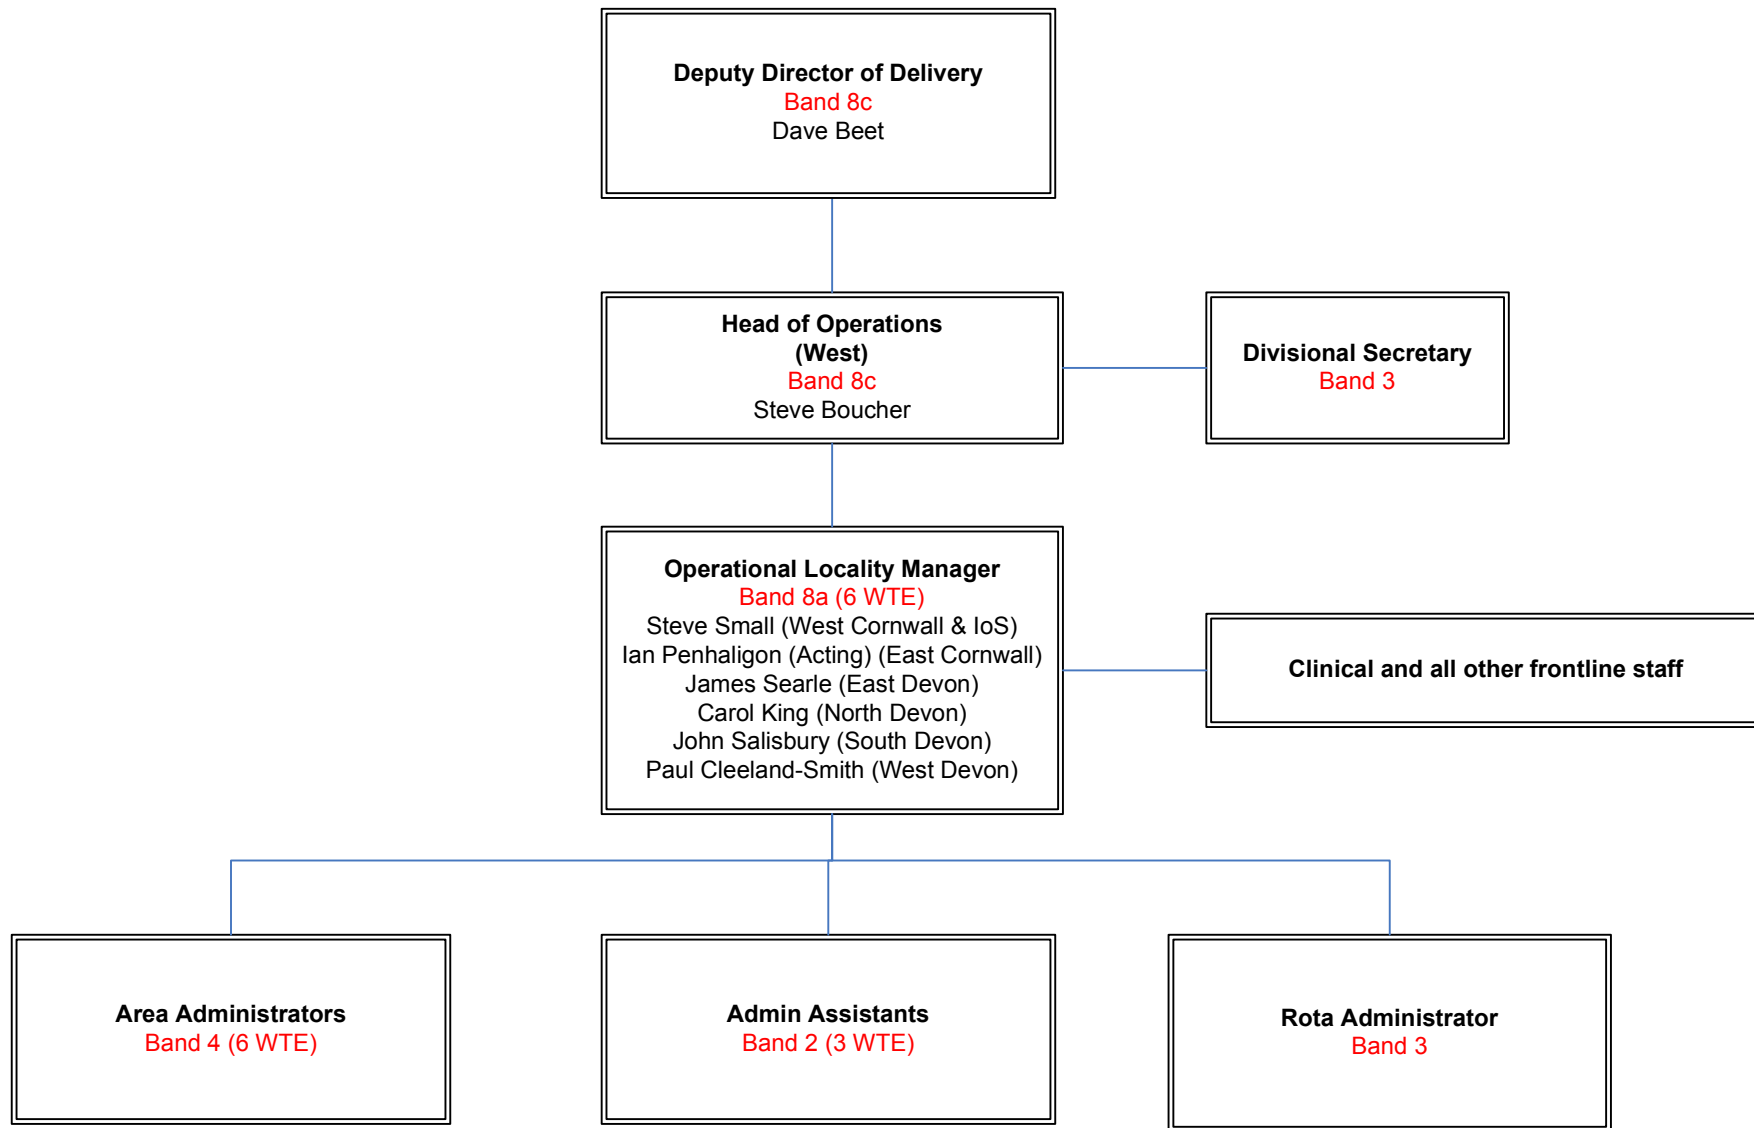 Deputy Director of Delivery
Band 8c
Dave Beet
Head of Operations
(West)
Band 8c
Steve Boucher
Divisional Secretary
Band 3
Operational Locality Manager
Band 8a (6 WTE)
Steve Small (West Cornwall & IoS)
Ian Penhaligon (Acting) (East Cornwall)
James Searle (East Devon)
Carol King (North Devon)
John Salisbury (South Devon)
Paul Cleeland-Smith (West Devon)
Clinical and all other frontline staff
Area Administrators
Band 4 (6 WTE)
Admin Assistants
Band 2 (3 WTE)
Rota Administrator
Band 3